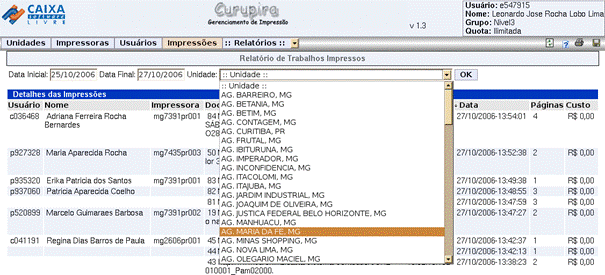 CAIXA
software
LIVRES
Curupira
Gerenciamento de Impressão
v 1.3
Usuário: e547915
Nome: Leonardo Jose Rocha Lobo Lima
Grupo: Nivel3
Quota: Ilimitada
Unidades Impressoras Usuários Impressões :: Relatórios ::
Relatório de Trabalhos Impressos
Data Inicial: 25/10/2006 Data Final: 27/10/2006 Unidade: :: Unidade :: OK
:: Unidade ::
AG. BARREIRO, MG
AG. BETANIA, MG
AG. BETIM, MG
AG. CONTAGEM, MG
AG. CURITIBA, PR
AG. FRUTAL, MG
AG. IBITURUNA, MG
AG. IMPERADOR, MG
AG. INCONFIDENCIA, MG
AG. ITACOLOMI, MG
AG. ITAJUBA, MG
AG. JARDIM INDUSTRIAL, MG
AG. JOAQUIM DE OLIVEIRA, MG
AG. JUSTICA FEDERAL BELO HORIZONTE, MG
AG. MANHUACU, MG
AG. MARIA DA FE, MG
AG. MINAS SHOPPING, MG
AG. NOVA LIMA, MG
AG. OLEGARIO MACIEL, MG
Detalhes das Impressões
Usuário Nome Impressora Doc Data Páginas Custo
c036468 Adriana Ferreira Rocha Bernardes mg7391pr001 84 27/10/2006-13:54:01 4 R$ 0,00
p927328 Maria Aparecida Rocha mg7435pr003 50 27/10/2006-13:52:38 2 R$ 0,00
p935320 Erika Patricia dos Santos mg7391pr001 83 27/10/2006-13:49:38 1 R$ 0,00
p937060 Patricia Aparecida Coelho 82 27/10/2006-13:48:55 3 R$ 0,00
81 27/10/2006-13:47:59 3 R$ 0,00
p520899 Marcelo Guimaraes Barbosa mg7391pr002 19 27/10/2006-13:47:27 2 R$ 0,00
c041191 Regina Dias Barros de Paula mg2606pr001 45 27/10/2006-13:42:37 1 R$ 0,00
44 27/10/2006-13:42:13 1 R$ 0,00
43 27/10/2006-13:38:24 2 R$ 0,00
010001_Pam02000.